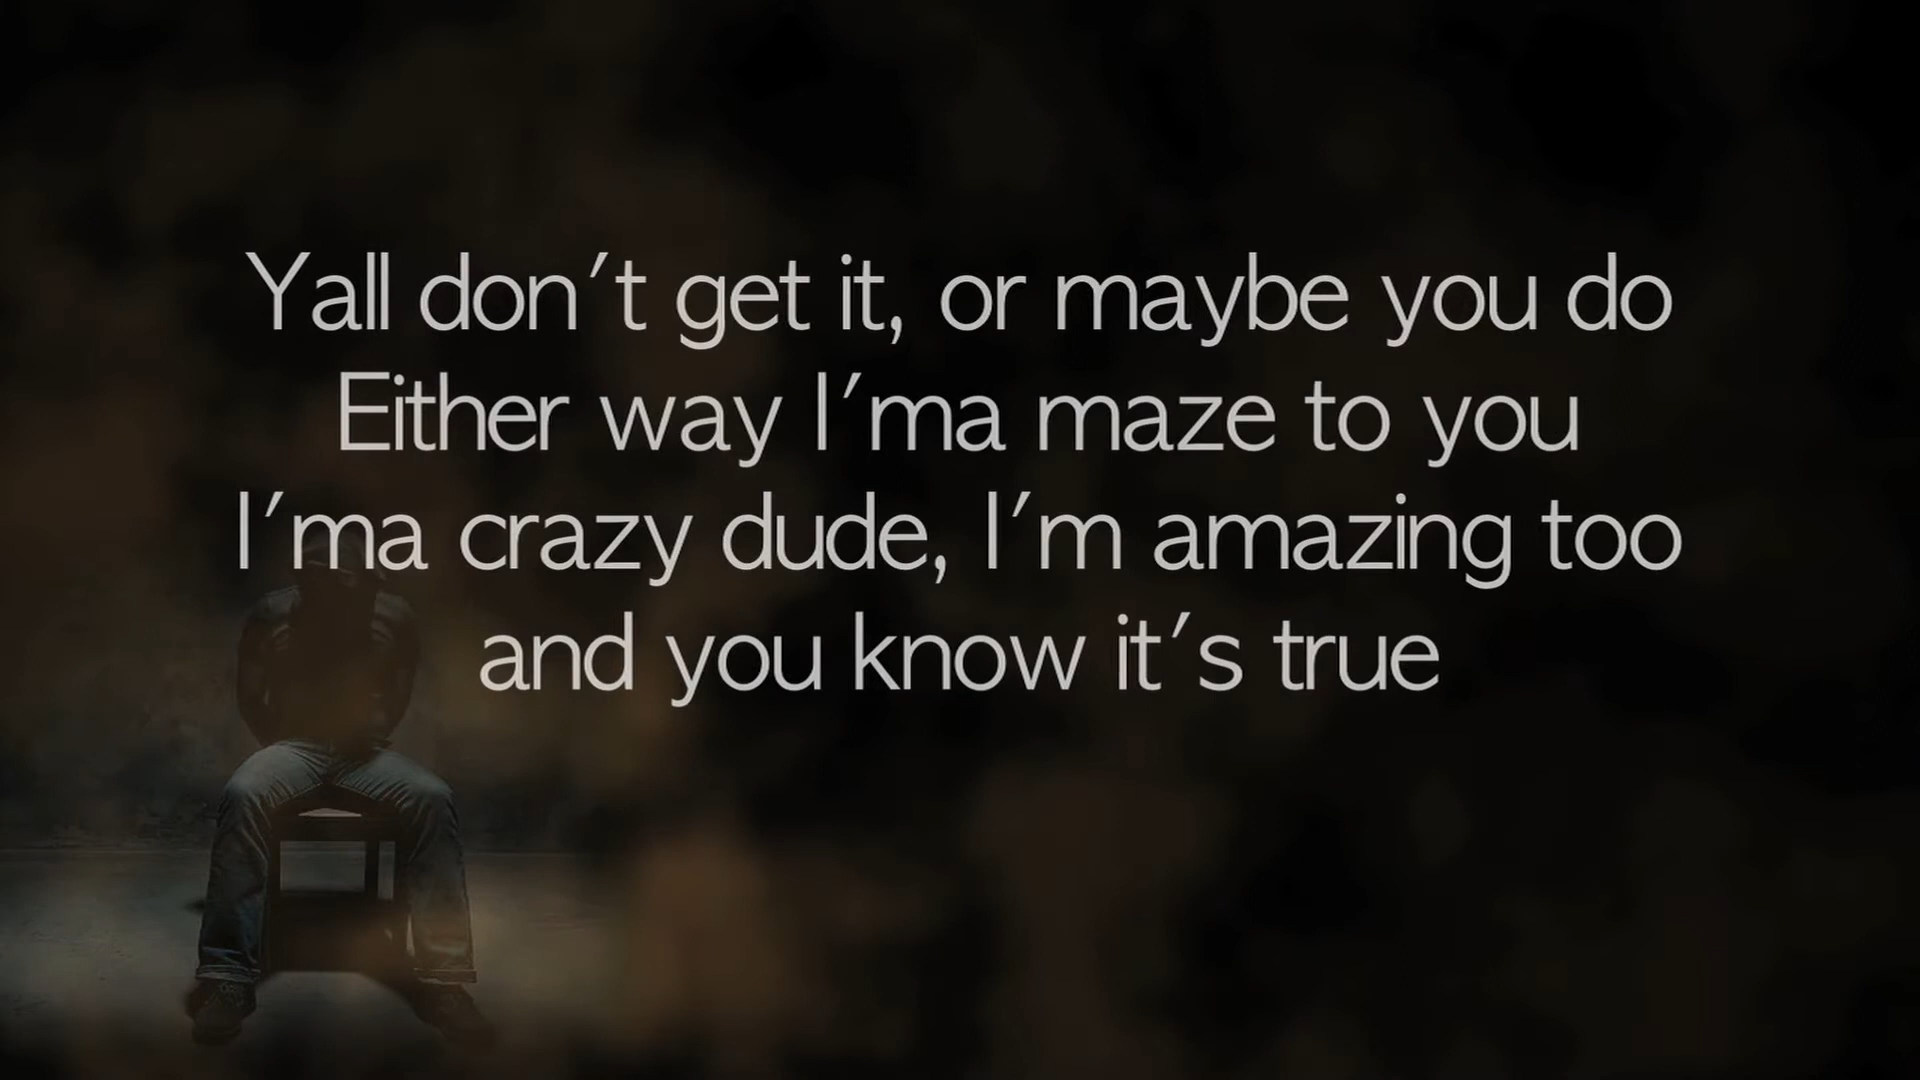 Yall don't get it, or maybe you do
Either way I'ma maze to you
I'ma crazy dude, I'm amazing too
and you know it's true